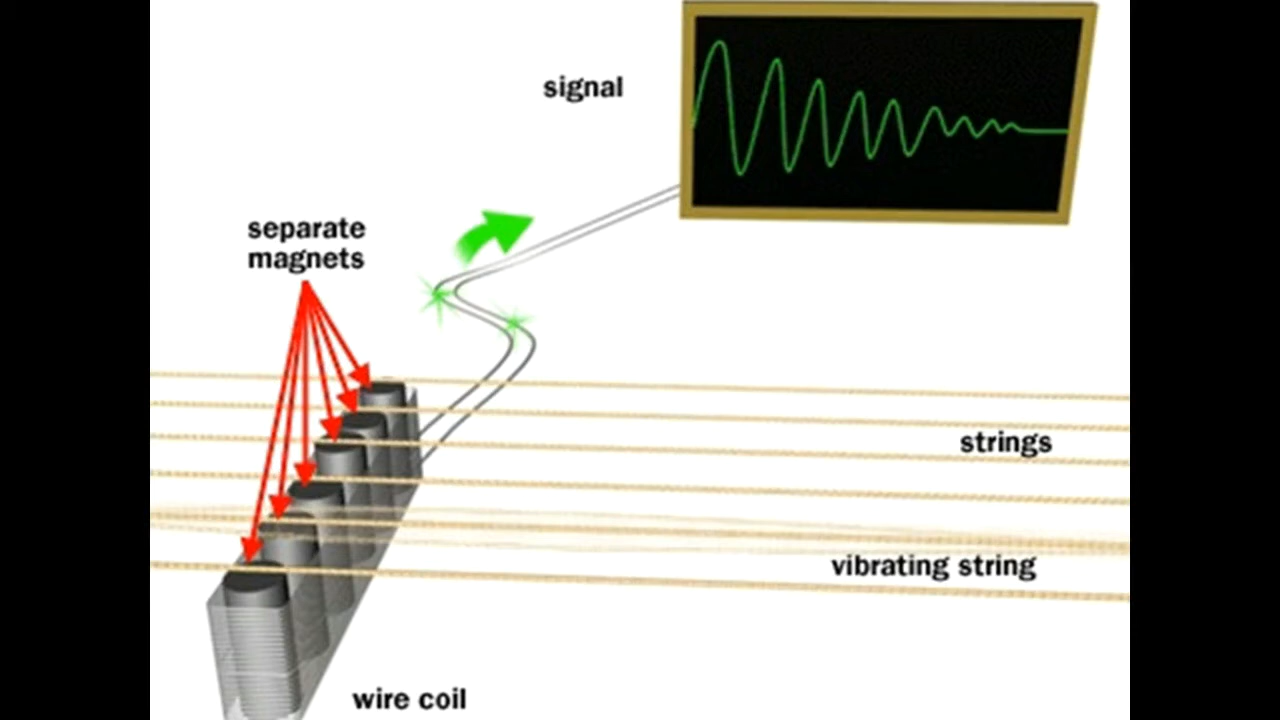 signal
separate
magnets
strings
vibrating string
wire coil